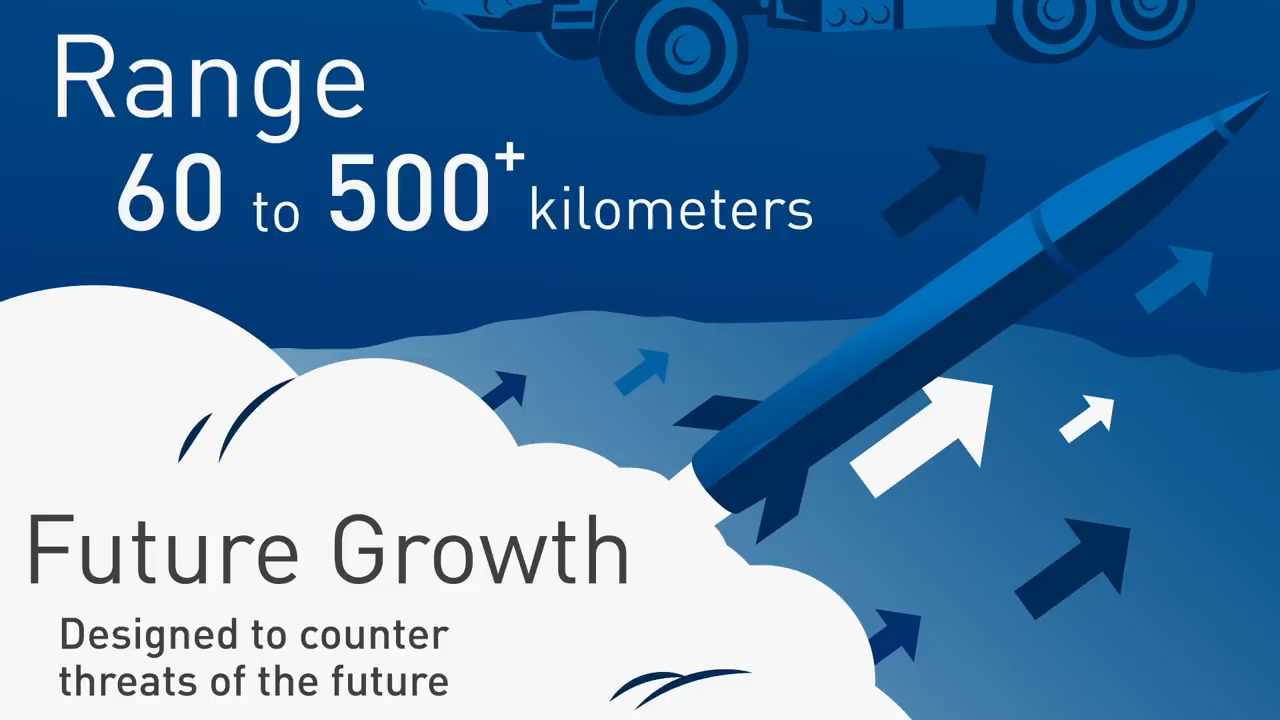 Range
60 to 500+ kilometers
Future Growth
Designed to counter
threats of the future